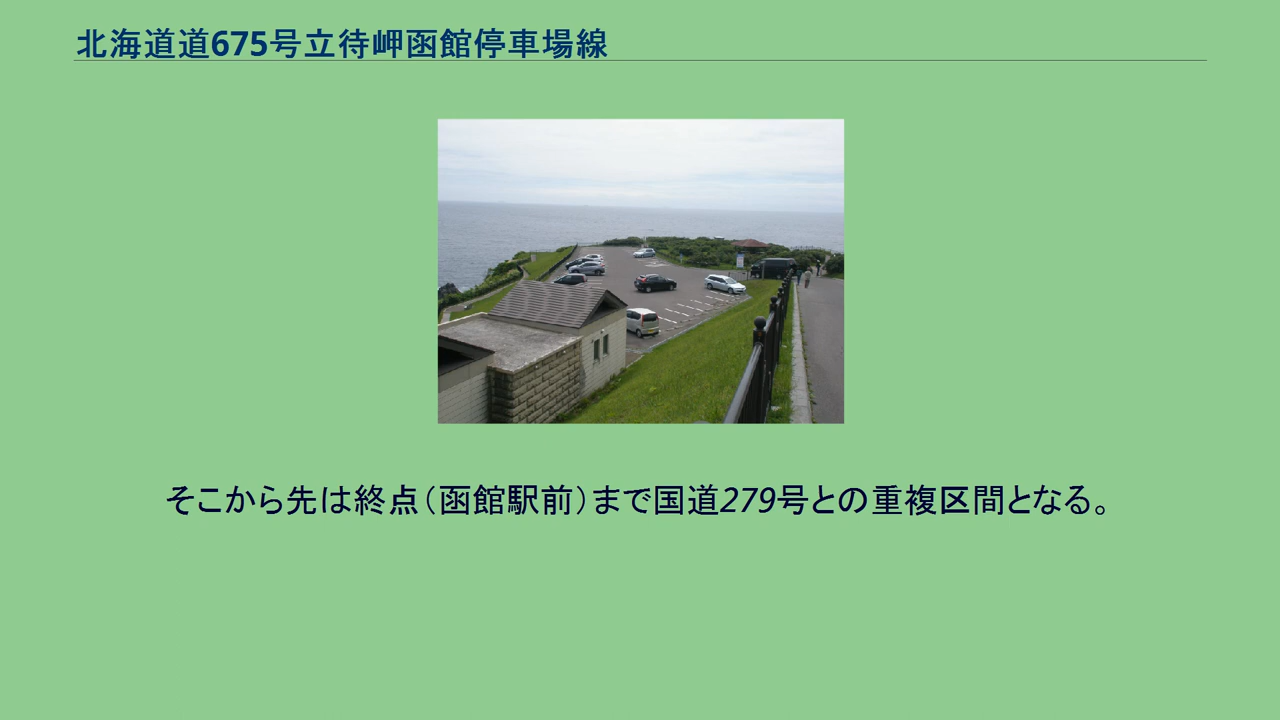 北海道道675号立待岬函館停車場線
そこから先は終点（函館駅前）まで国道279号との重複区間となる。